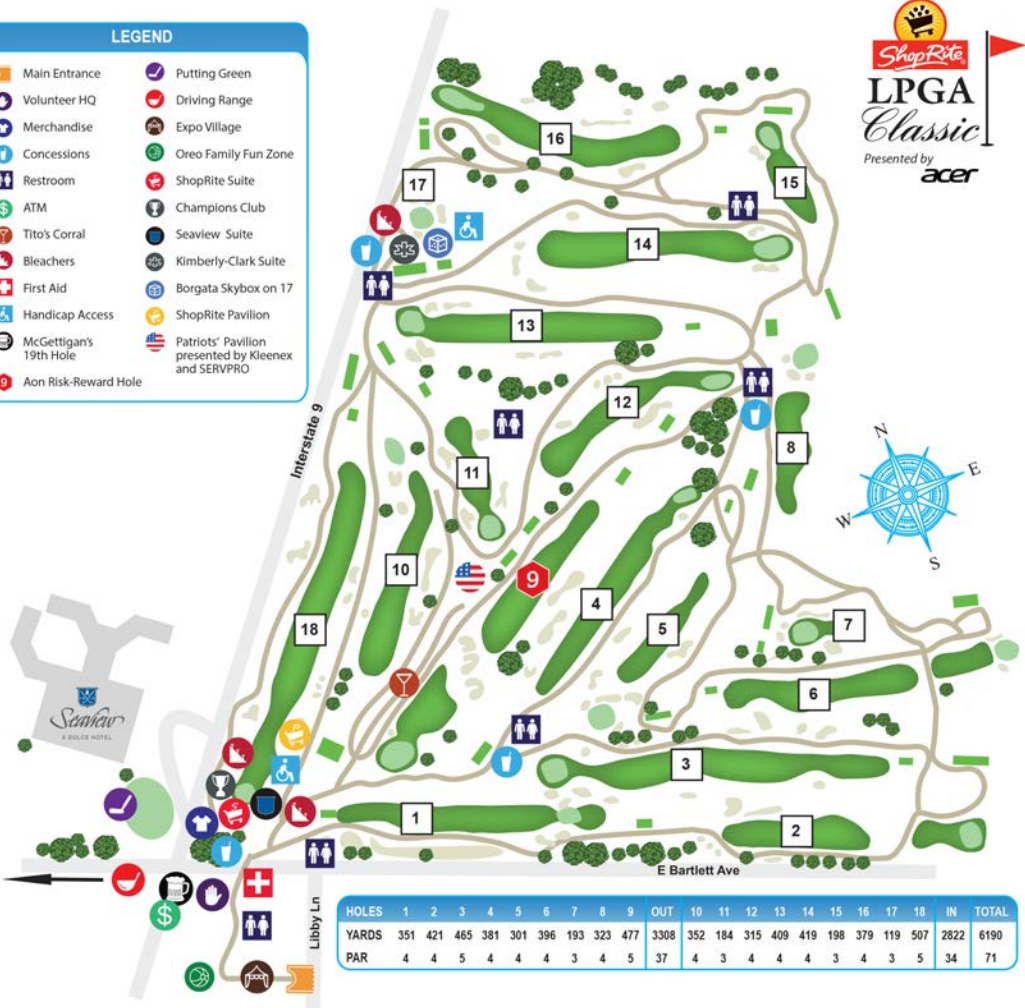 LEGEND
Main Entrance
Volunteer HQ
Merchandise
Concessions
Restroom
$ ATM
Tito's Corral
Bleachers
First Aid
Handicap Access
McGettigan's
19th Hole
9 Aon Risk-Reward Hole
Putting Green
Driving Range
Expo Village
Oreo Family Fun Zone
ShopRite Suite
Champions Club
Seaview Suite
Kimberly-Clark Suite
Borgata Skybox on 17
ShopRite Pavilion
Patriots' Pavilion
presented by Kleenex
and SERVPRO
ShopRite
LPGA
Classic
Presented by
acer
16
17
15
14
13
12
8
11
Interstate 9
N
E
W
S
10
9
4
18
5
7
6
Seaview
A DOLCE HOTEL
3
1
2
E Bartlett Ave
$
Libby Ln
HOLES 1 2 3 4 5 6 7 8 9 OUT 10 11 12 13 14 15 16 17 18 IN TOTAL
YARDS 351 421 465 381 301 396 193 323 477 3308 352 184 315 409 419 198 379 119 507 2822 6190
PAR 4 4 5 4 4 4 3 4 5 37 4 3 4 4 4 3 4 3 5 34 71